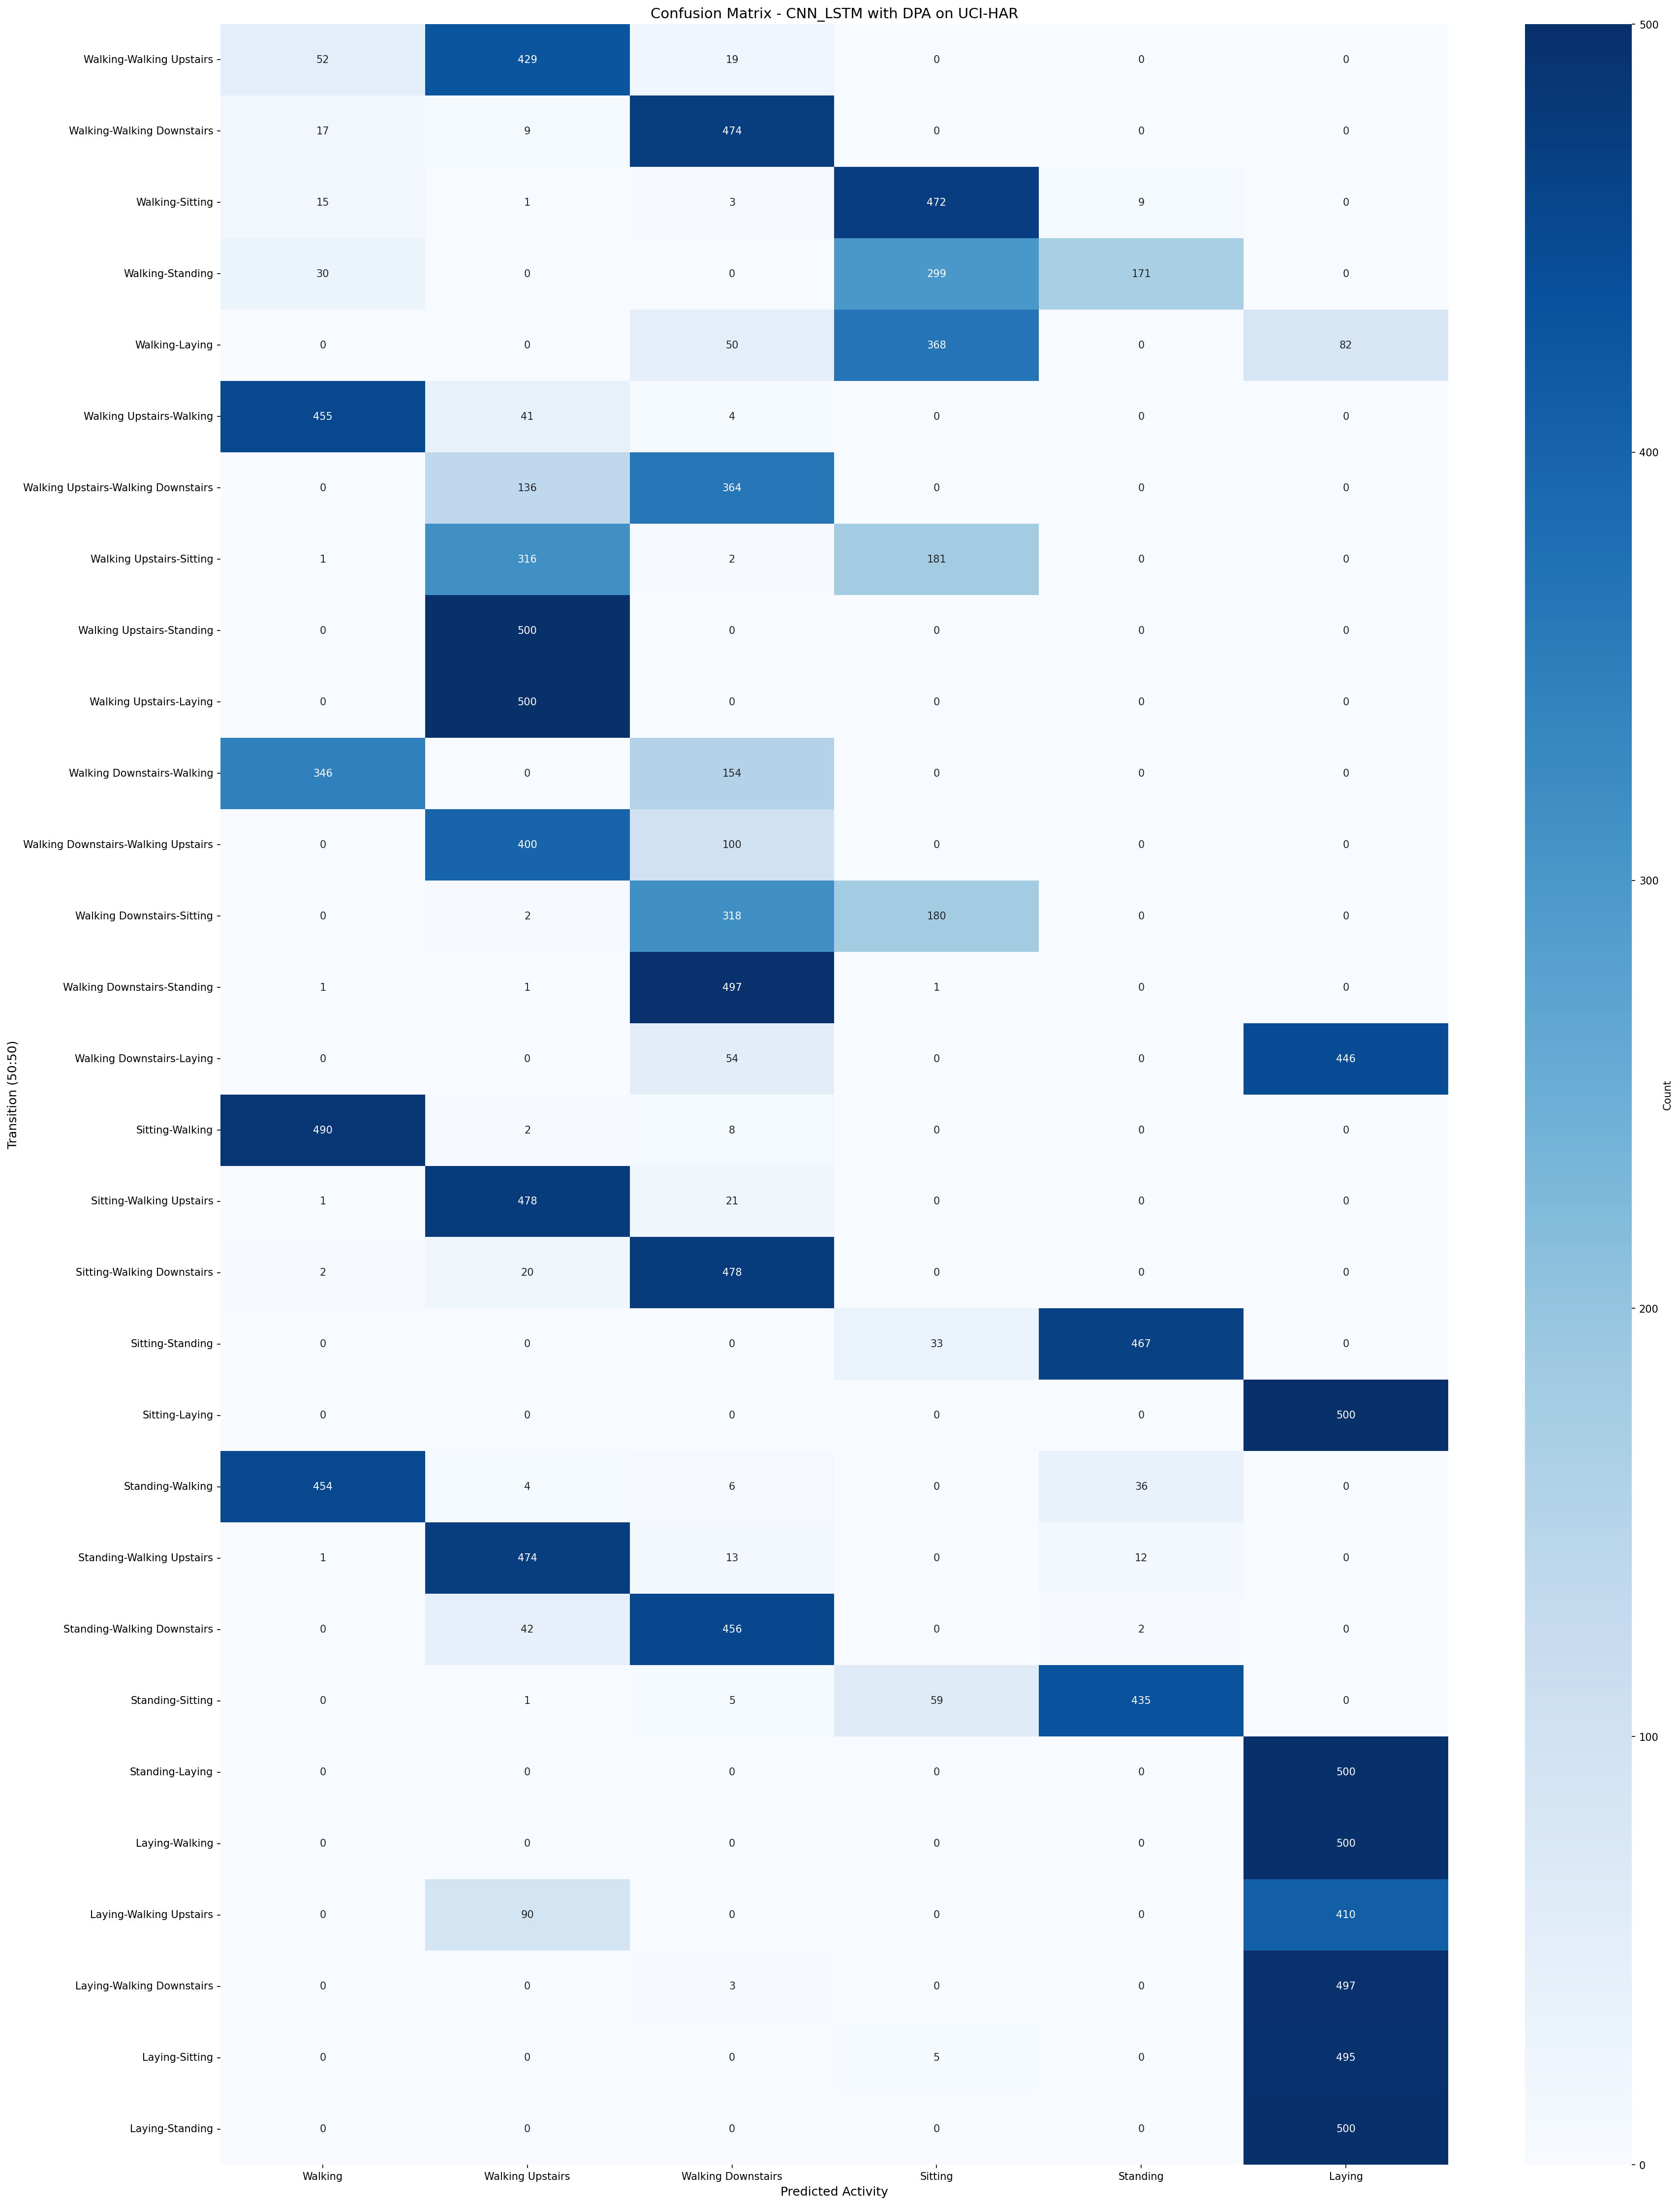 Confusion Matrix - CNN_LSTM with DPA on UCI-HAR
Walking-Walking Upstairs 52 429 19 0 0 0
Walking-Walking Downstairs 17 9 474 0 0 0
Walking-Sitting 15 1 3 472 9 0
Walking-Standing 30 0 0 299 171 0
Walking-Laying 0 0 50 368 0 82
Walking Upstairs-Walking 455 41 4 0 0 0
Walking Upstairs-Walking Downstairs 0 136 364 0 0 0
Walking Upstairs-Sitting 1 316 2 181 0 0
Walking Upstairs-Standing 0 500 0 0 0 0
Walking Upstairs-Laying 0 500 0 0 0 0
Walking Downstairs-Walking 346 0 154 0 0 0
Walking Downstairs-Walking Upstairs 0 400 100 0 0 0
Walking Downstairs-Sitting 0 2 318 180 0 0
Walking Downstairs-Standing 1 1 497 1 0 0
Walking Downstairs-Laying 0 0 54 0 0 446
Sitting-Walking 490 2 8 0 0 0
Sitting-Walking Upstairs 1 478 21 0 0 0
Sitting-Walking Downstairs 2 20 478 0 0 0
Sitting-Standing 0 0 0 33 467 0
Sitting-Laying 0 0 0 0 0 500
Standing-Walking 454 4 6 0 36 0
Standing-Walking Upstairs 1 474 13 0 12 0
Standing-Walking Downstairs 0 42 456 0 2 0
Standing-Sitting 0 1 5 59 435 0
Standing-Laying 0 0 0 0 0 500
Laying-Walking 0 0 0 0 0 500
Laying-Walking Upstairs 0 90 0 0 0 410
Laying-Walking Downstairs 0 0 3 0 0 497
Laying-Sitting 0 0 0 5 0 495
Laying-Standing 0 0 0 0 0 500
Walking Walking Upstairs Walking Downstairs Sitting Standing Laying
Predicted Activity
Transition (50:50)
500
400
300
200
100
0
Count